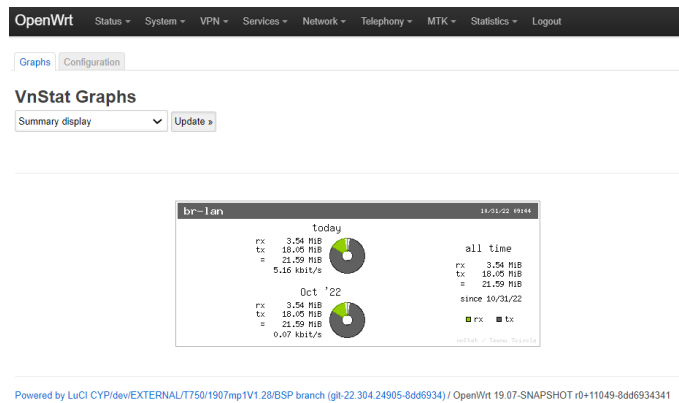 OpenWrt Status System VPN Services Network Telephony MTK Statistics Logout
Graphs Configuration
VnStat Graphs
Summary display Update »
br-lan 10/31/22 09:44
today
rx 3.54 MiB
tx 18.05 MiB
= 21.59 MiB
5.16 kbit/s
Oct '22
rx 3.54 MiB
tx 18.05 MiB
= 21.59 MiB
0.07 kbit/s
all time
rx 3.54 MiB
tx 18.05 MiB
= 21.59 MiB
since 10/31/22
rx tx
vnStat / Teemu Toivola
Powered by LuCI CYP/dev/EXTERNAL/T750/1907mp1V1.28/BSP branch (git-22.304.24905-8dd6934) / OpenWrt 19.07-SNAPSHOT r0+11049-8dd6934341